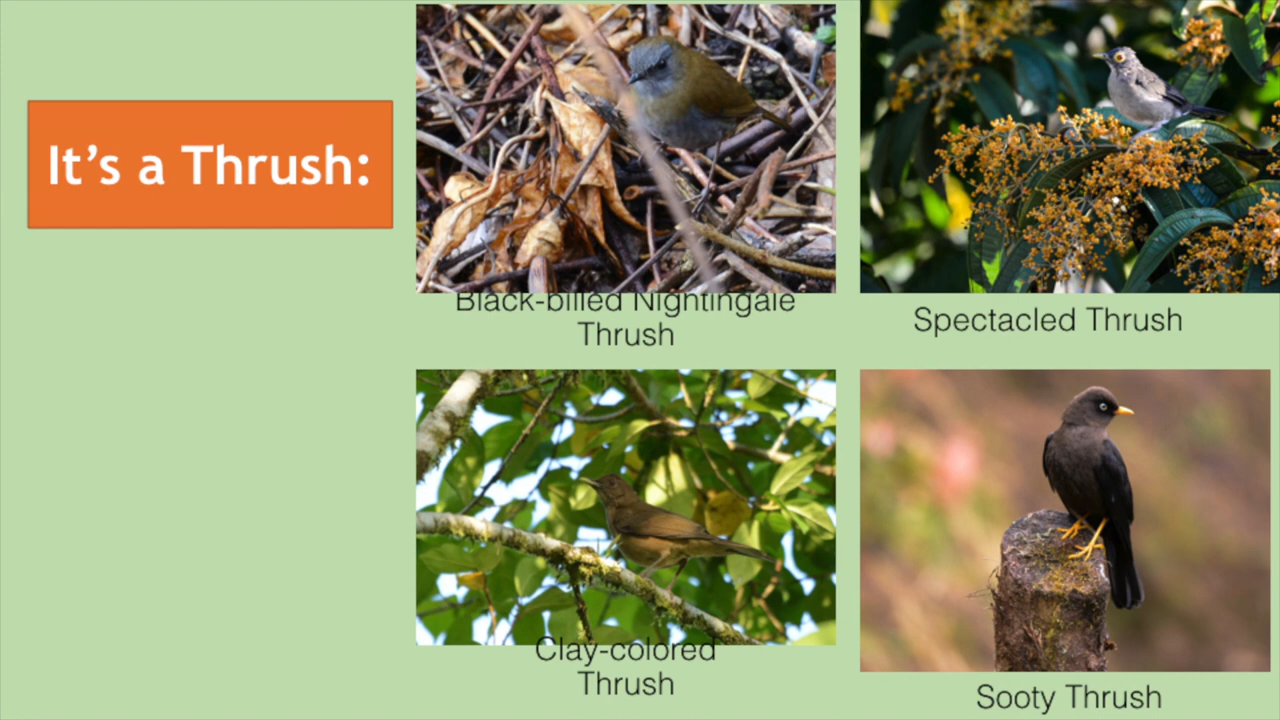 It’s a Thrush:
Black-billed Nightingale
Thrush
Spectacled Thrush
Clay-colored
Thrush
Sooty Thrush